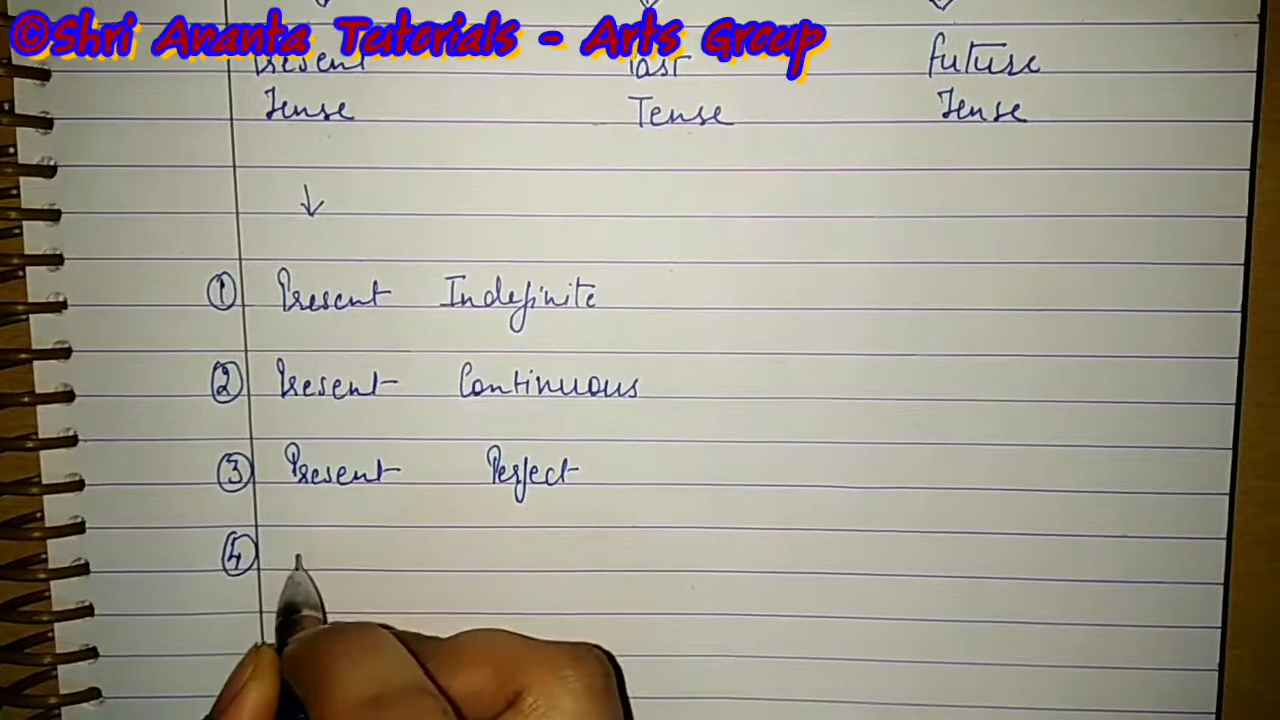 ©Shri Ananta Tutorials - Arts Group
Present Past future
Tense Tense Tense
① Present Indefinite
② Present Continuous
③ Present Perfect
④